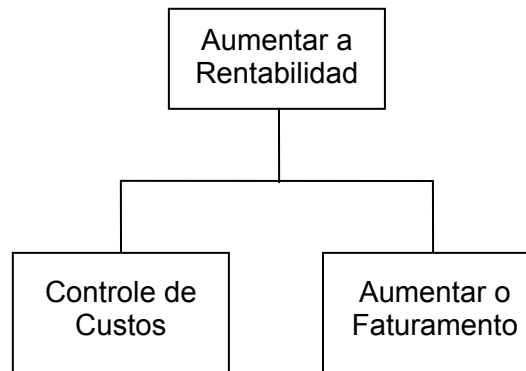 Aumentar a
Rentabilidad
Controle de
Custos
Aumentar o
Faturamento